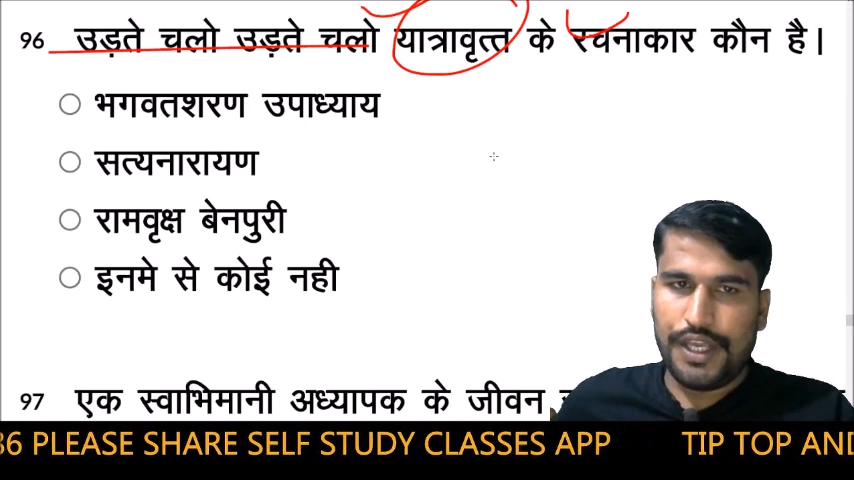 96 उड़ते चलो उड़ते चलो यात्रावृत्त के रचनाकार कौन है |
भगवतशरण उपाध्याय
सत्यनारायण
रामवृक्ष बेनपुरी
इनमे से कोई नही
97 एक स्वाभिमानी अध्यापक के जीवन
36 PLEASE SHARE SELF STUDY CLASSES APP TIP TOP AND